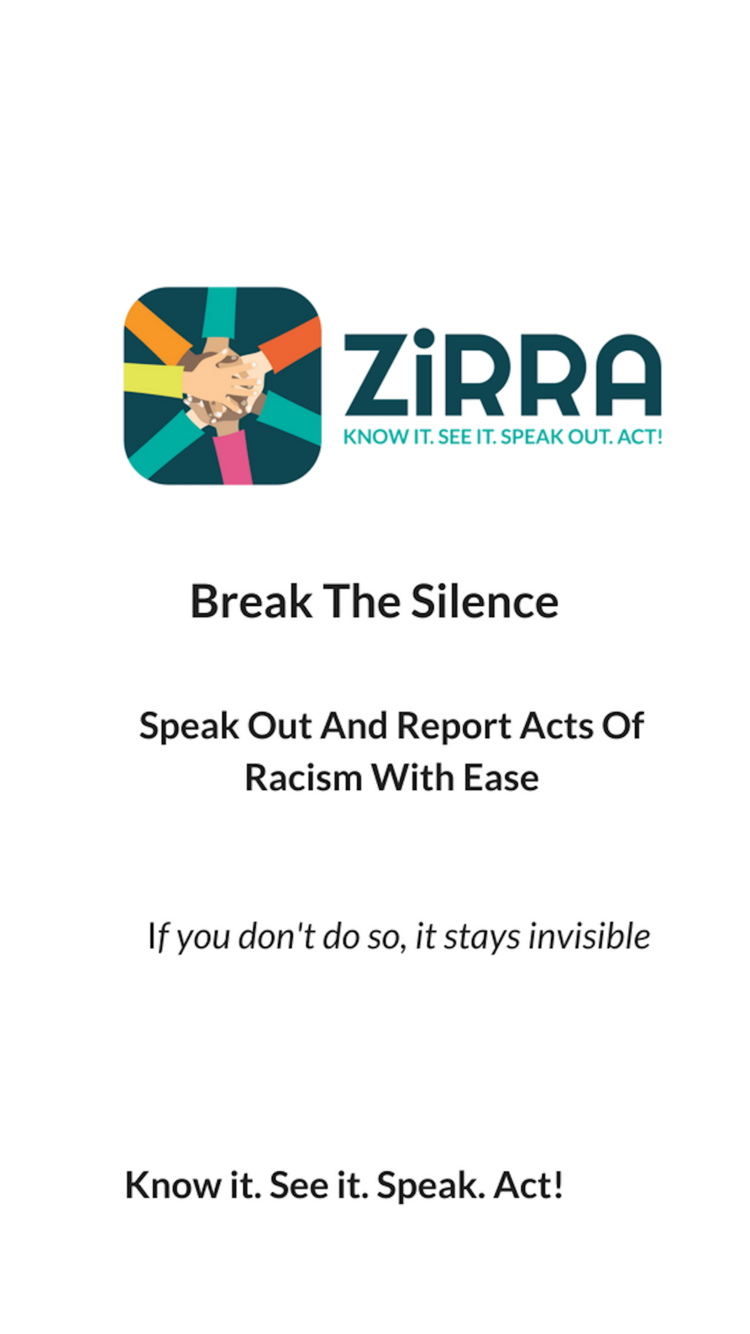 ZiRRA
KNOW IT. SEE IT. SPEAK OUT. ACT!
Break The Silence
Speak Out And Report Acts Of
Racism With Ease
If you don't do so, it stays invisible
Know it. See it. Speak. Act!